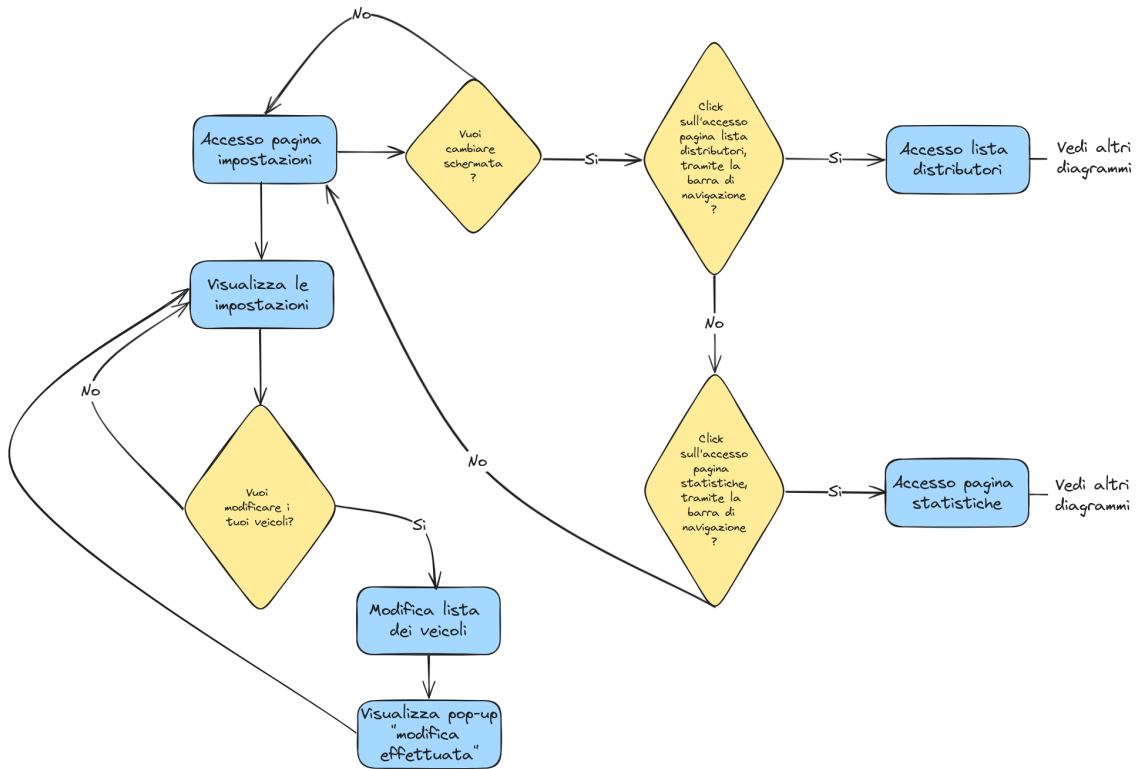 No
Accesso pagina
impostazioni
Vuoi
cambiare
schermata
?
Si
Click
sull'accesso
pagina lista
distributori,
tramite la
barra di
navigazione
?
Si
Accesso lista
distributori
Vedi altri
diagrammi
Visualizza le
impostazioni
No
No
Vuoi
modificare i
tuoi veicoli?
Si
No
Click
sull'accesso
pagina
statistiche,
tramite la
barra di
navigazione
?
Si
Accesso pagina
statistiche
Vedi altri
diagrammi
Modifica lista
dei veicoli
Visualizza pop-up
"modifica
effettuata"